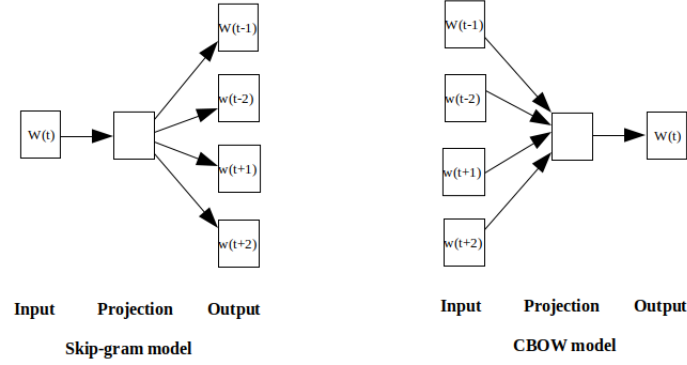 W(t-1)
w(t-2)
W(t)
w(t+1)
w(t+2)
Input Projection Output
Skip-gram model
W(t-1)
w(t-2)
W(t)
w(t+1)
w(t+2)
Input Projection Output
CBOW model